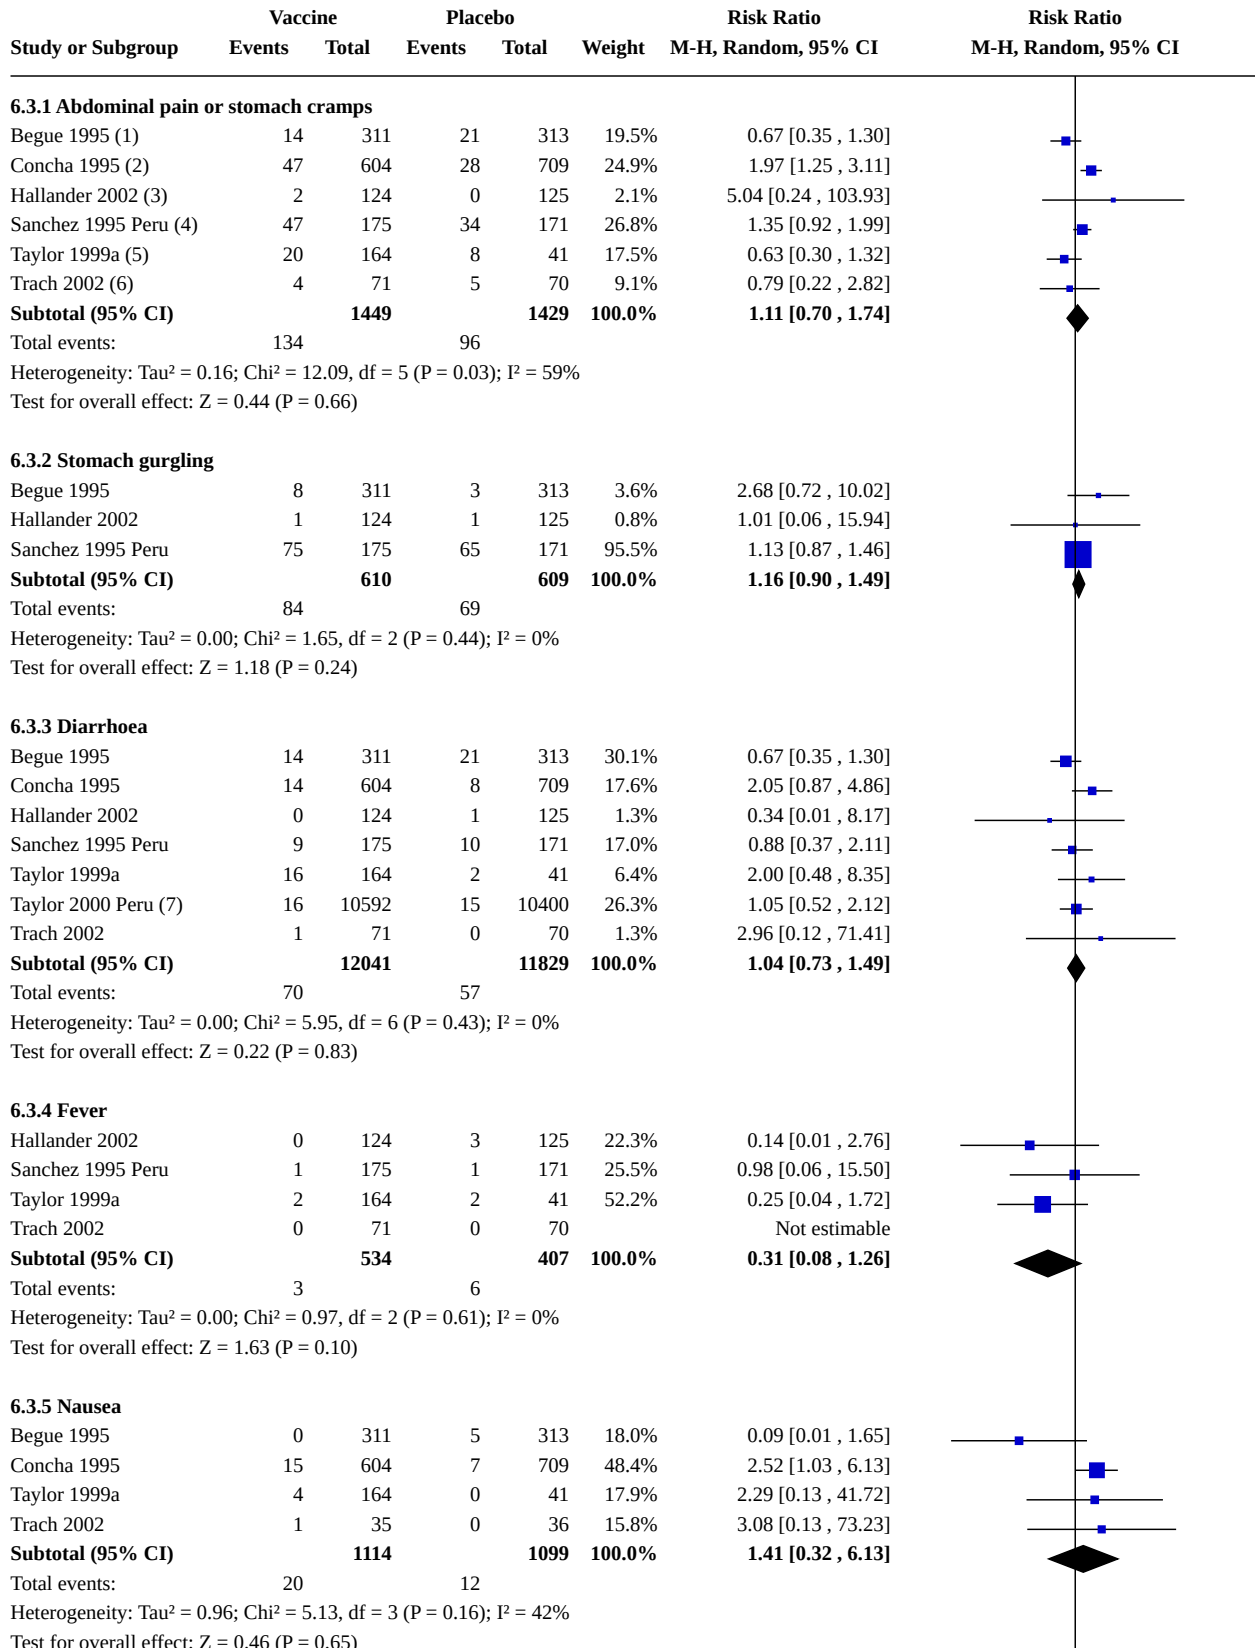 Vaccine Placebo Risk Ratio Risk Ratio
Study or Subgroup Events Total Events Total Weight M-H, Random, 95% CI M-H, Random, 95% CI
6.3.1 Abdominal pain or stomach cramps
Begue 1995 (1) 14 311 21 313 19.5% 0.67 [0.35 , 1.30]
Concha 1995 (2) 47 604 28 709 24.9% 1.97 [1.25 , 3.11]
Hallander 2002 (3) 2 124 0 125 2.1% 5.04 [0.24 , 103.93]
Sanchez 1995 Peru (4) 47 175 34 171 26.8% 1.35 [0.92 , 1.99]
Taylor 1999a (5) 20 164 8 41 17.5% 0.63 [0.30 , 1.32]
Trach 2002 (6) 4 71 5 70 9.1% 0.79 [0.22 , 2.82]
Subtotal (95% CI) 1449 1429 100.0% 1.11 [0.70 , 1.74]
Total events: 134 96
Heterogeneity: Tau² = 0.16; Chi² = 12.09, df = 5 (P = 0.03); I² = 59%
Test for overall effect: Z = 0.44 (P = 0.66)
6.3.2 Stomach gurgling
Begue 1995 8 311 3 313 3.6% 2.68 [0.72 , 10.02]
Hallander 2002 1 124 1 125 0.8% 1.01 [0.06 , 15.94]
Sanchez 1995 Peru 75 175 65 171 95.5% 1.13 [0.87 , 1.46]
Subtotal (95% CI) 610 609 100.0% 1.16 [0.90 , 1.49]
Total events: 84 69
Heterogeneity: Tau² = 0.00; Chi² = 1.65, df = 2 (P = 0.44); I² = 0%
Test for overall effect: Z = 1.18 (P = 0.24)
6.3.3 Diarrhoea
Begue 1995 14 311 21 313 30.1% 0.67 [0.35 , 1.30]
Concha 1995 14 604 8 709 17.6% 2.05 [0.87 , 4.86]
Hallander 2002 0 124 1 125 1.3% 0.34 [0.01 , 8.17]
Sanchez 1995 Peru 9 175 10 171 17.0% 0.88 [0.37 , 2.11]
Taylor 1999a 16 164 2 41 6.4% 2.00 [0.48 , 8.35]
Taylor 2000 Peru (7) 16 10592 15 10400 26.3% 1.05 [0.52 , 2.12]
Trach 2002 1 71 0 70 1.3% 2.96 [0.12 , 71.41]
Subtotal (95% CI) 12041 11829 100.0% 1.04 [0.73 , 1.49]
Total events: 70 57
Heterogeneity: Tau² = 0.00; Chi² = 5.95, df = 6 (P = 0.43); I² = 0%
Test for overall effect: Z = 0.22 (P = 0.83)
6.3.4 Fever
Hallander 2002 0 124 3 125 22.3% 0.14 [0.01 , 2.76]
Sanchez 1995 Peru 1 175 1 171 25.5% 0.98 [0.06 , 15.50]
Taylor 1999a 2 164 2 41 52.2% 0.25 [0.04 , 1.72]
Trach 2002 0 71 0 70 Not estimable
Subtotal (95% CI) 534 407 100.0% 0.31 [0.08 , 1.26]
Total events: 3 6
Heterogeneity: Tau² = 0.00; Chi² = 0.97, df = 2 (P = 0.61); I² = 0%
Test for overall effect: Z = 1.63 (P = 0.10)
6.3.5 Nausea
Begue 1995 0 311 5 313 18.0% 0.09 [0.01 , 1.65]
Concha 1995 15 604 7 709 48.4% 2.52 [1.03 , 6.13]
Taylor 1999a 4 164 0 41 17.9% 2.29 [0.13 , 41.72]
Trach 2002 1 35 0 36 15.8% 3.08 [0.13 , 73.23]
Subtotal (95% CI) 1114 1099 100.0% 1.41 [0.32 , 6.13]
Total events: 20 12
Heterogeneity: Tau² = 0.96; Chi² = 5.13, df = 3 (P = 0.16); I² = 42%
Test for overall effect: Z = 0.46 (P = 0.65)